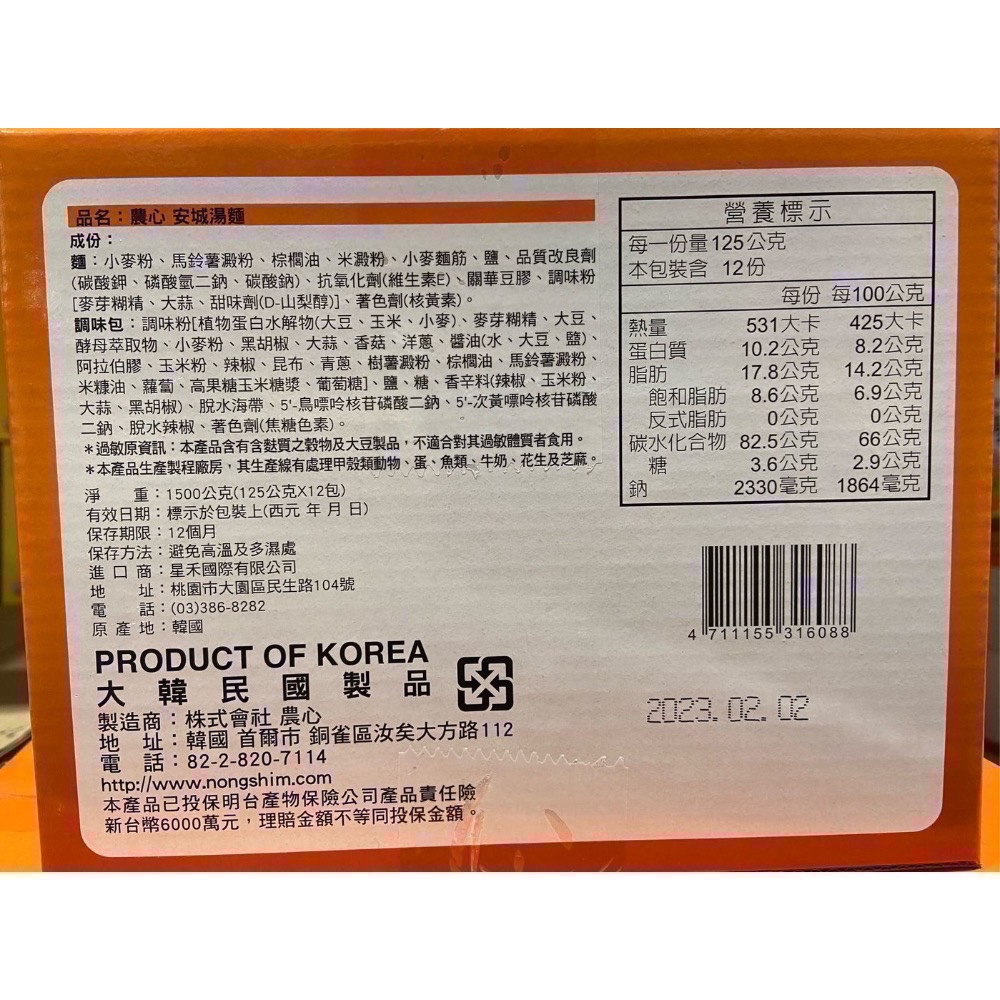 品名：農心 安城湯麵
成份：
麵：小麥粉、馬鈴薯澱粉、棕櫚油、米澱粉、小麥麵筋、鹽、品質改良劑
(碳酸鉀、磷酸氫二鈉、碳酸鈉)、抗氧化劑(維生素E)、關華豆膠、調味粉
[麥芽糊精、大蒜、甜味劑(D-山梨醇)]、著色劑(核黃素)。
調味包：調味粉[植物蛋白水解物(大豆、玉米、小麥)、麥芽糊精、大豆、
酵母萃取物、小麥粉、黑胡椒、大蒜、香菇、洋蔥、醬油(水、大豆、鹽)、
阿拉伯膠、玉米粉、辣椒、昆布、青蔥、樹薯澱粉、棕櫚油、馬鈴薯澱粉、
米糠油、蘿蔔、高果糖玉米糖漿、葡萄糖]、鹽、糖、香辛料(辣椒、玉米粉、
大蒜、黑胡椒)、脫水海帶、5'-鳥嘌呤核苷磷酸二鈉、5'-次黃嘌呤核苷磷酸
二鈉、脫水辣椒、著色劑(焦糖色素)。
＊過敏原資訊：本產品含有含麩質之穀物及大豆製品，不適合對其過敏體質者食用。
＊本產品生產製程廠房，其生產線有處理甲殼類動物、蛋、魚類、牛奶、花生及芝麻。
淨 重：1500公克(125公克X12包)
有效日期：標示於包裝上(西元 年 月 日)
保存期限：12個月
保存方法：避免高溫及多濕處
進口商：星禾國際有限公司
地 址：桃園市大園區民生路104號
電 話：(03)386-8282
原產地：韓國
PRODUCT OF KOREA
大韓民國製品
製造商：株式會社 農心
地 址：韓國 首爾市 銅雀區汝矣大方路112
電 話：82-2-820-7114
http://www.nongshim.com
本產品已投保明台產物保險公司產品責任險
新台幣6000萬元，理賠金額不等同投保金額。
營養標示
每一份量125公克
本包裝含 12份
每份 每100公克
熱量 531大卡 425大卡
蛋白質 10.2公克 8.2公克
脂肪 17.8公克 14.2公克
飽和脂肪 8.6公克 6.9公克
反式脂肪 0公克 0公克
碳水化合物 82.5公克 66公克
糖 3.6公克 2.9公克
鈉 2330毫克 1864毫克
4 711155 316088
2023. 02. 02